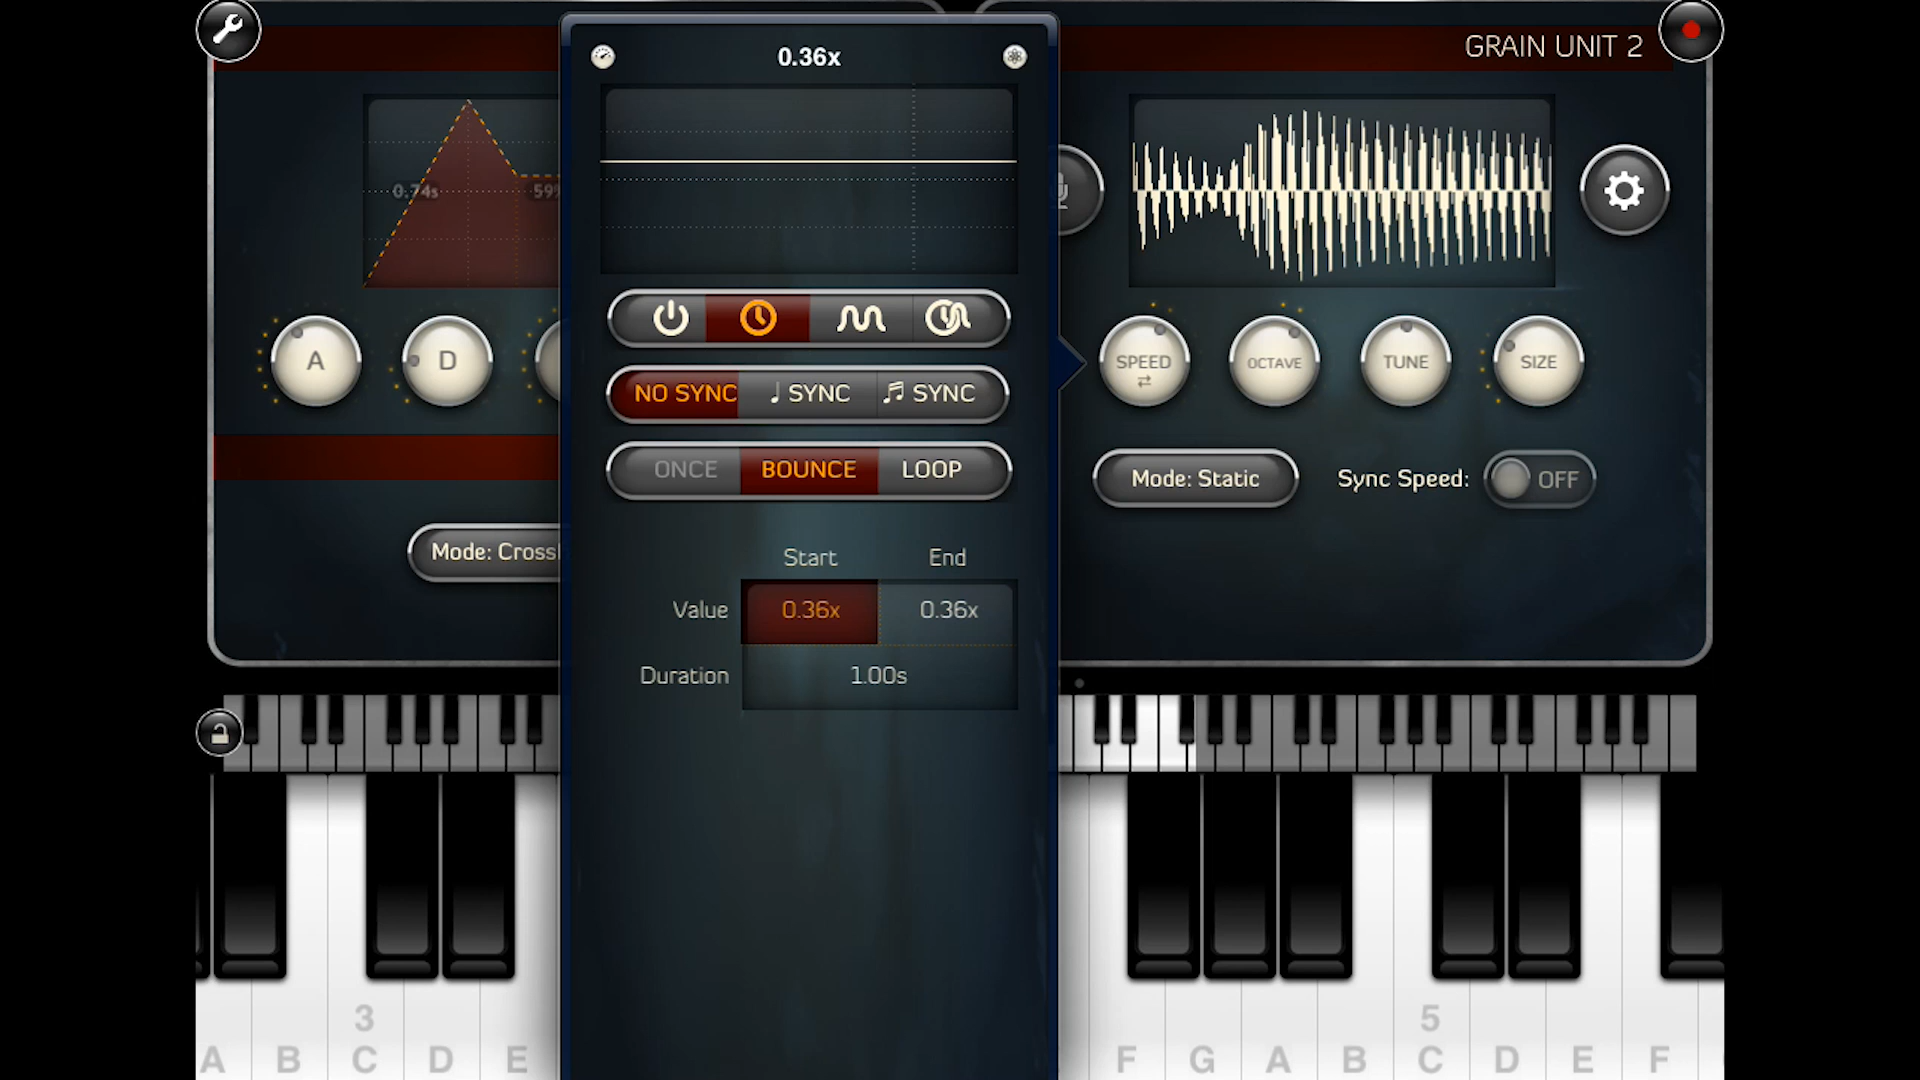 0.36x
GRAIN UNIT 2
0.74s
59%
A
D
NO SYNC
SYNC
SYNC
ONCE
BOUNCE
LOOP
SPEED
OCTAVE
TUNE
SIZE
Mode: Static
Sync Speed:
OFF
Mode: Cross
Start
End
Value
0.36x
0.36x
Duration
1.00s
3
5
A B C D E
F G A B C D E F